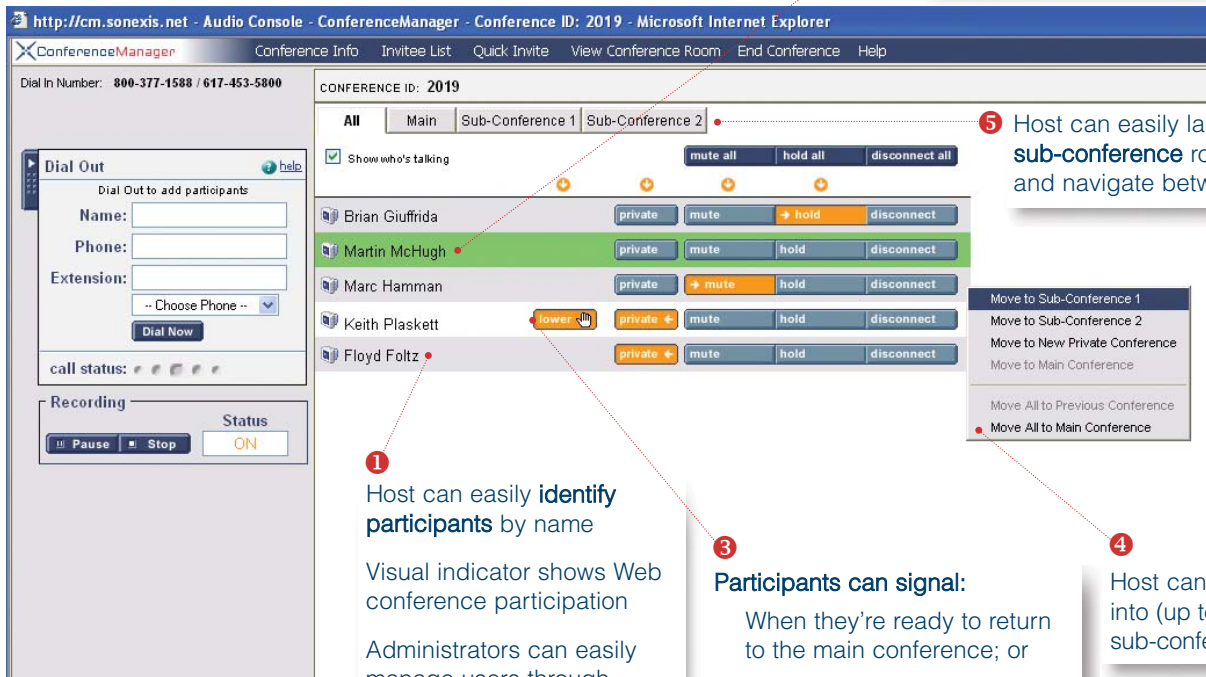 http://cm.sonexis.net - Audio Console - ConferenceManager - Conference ID: 2019 - Microsoft Internet Explorer
ConferenceManager Conference Info Invitee List Quick Invite View Conference Room End Conference Help
Dial In Number: 800-377-1588 / 617-453-5800
CONFERENCE ID: 2019
All Main Sub-Conference 1 Sub-Conference 2
Show who's talking mute all hold all disconnect all
Dial Out help
Dial Out to add participants
Name:
Phone:
Extension:
-- Choose Phone --
Dial Now
call status:
Recording
Status
Pause Stop ON
Brian Giuffrida private mute hold disconnect
Martin McHugh private mute hold disconnect
Marc Hamman private mute hold disconnect
Keith Plaskett lower private mute hold disconnect
Floyd Foltz private mute hold disconnect
Move to Sub-Conference 1
Move to Sub-Conference 2
Move to New Private Conference
Move to Main Conference
Move All to Previous Conference
Move All to Main Conference
5 Host can easily la
sub-conference ro
and navigate betw
1
Host can easily identify
participants by name
Visual indicator shows Web
conference participation
Administrators can easily
manage users through
3
Participants can signal:
When they're ready to return
to the main conference; or
4
Host can
into (up to
sub-confe